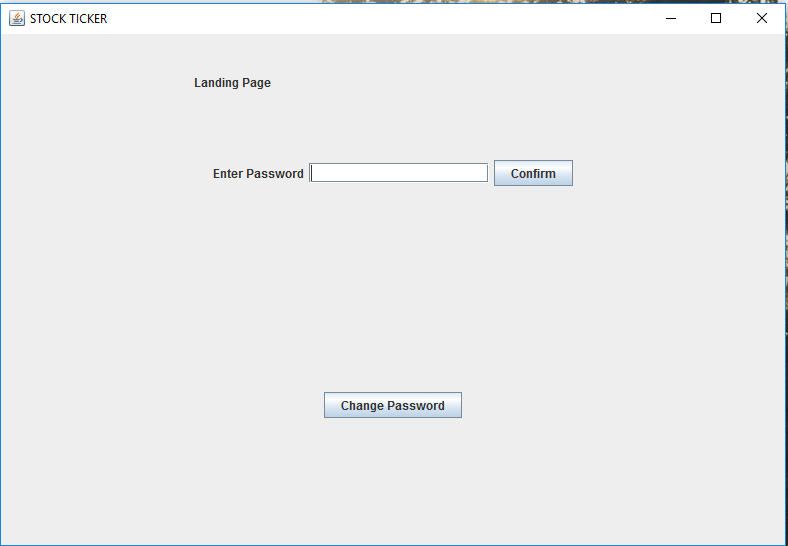 STOCK TICKER
Landing Page
Enter Password Confirm
Change Password